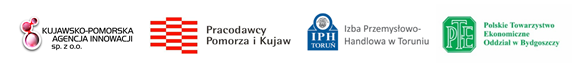 KUJAWSKO-POMORSKA
AGENCJA INNOWACJI
sp. z o.o.
Pracodawcy
Pomorza i Kujaw
IPH
TORUŃ
Izba Przemysłowo-
Handlowa w Toruniu
PTE
Polskie Towarzystwo
Ekonomiczne
Oddział w Bydgoszczy